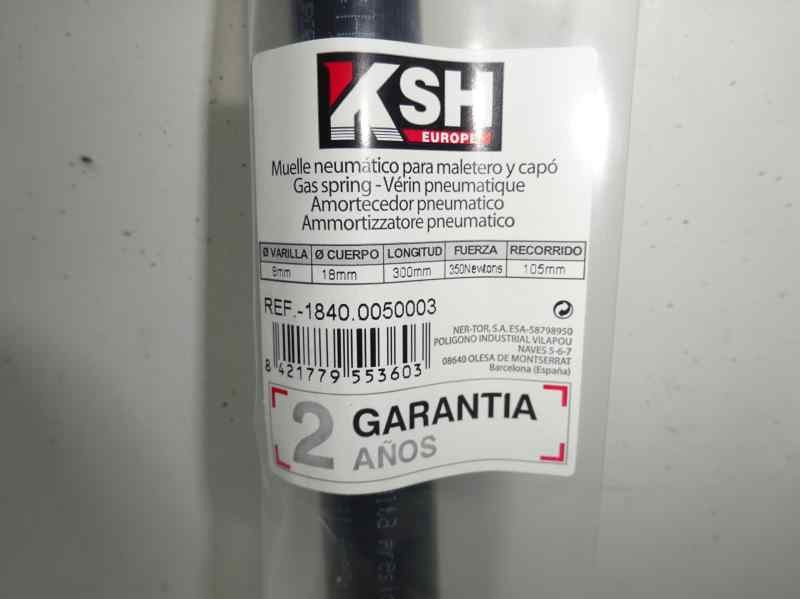 KSH
EUROPE
Muelle neumático para maletero y capó
Gas spring - Vérin pneumatique
Amortecedor pneumatico
Ammortizzatore pneumatico
Ø VARILLA Ø CUERPO LONGITUD FUERZA RECORRIDO
8mm 18mm 300mm 350Newtons 105mm
REF.-1840.0050003
NER-TOR, S.A. ESA-58798950
POLIGONO INDUSTRIAL VILAPOU
NAVES 5-6-7
08640 OLESA DE MONTSERRAT
Barcelona (España)
8 421779 553603
2 GARANTIA
AÑOS